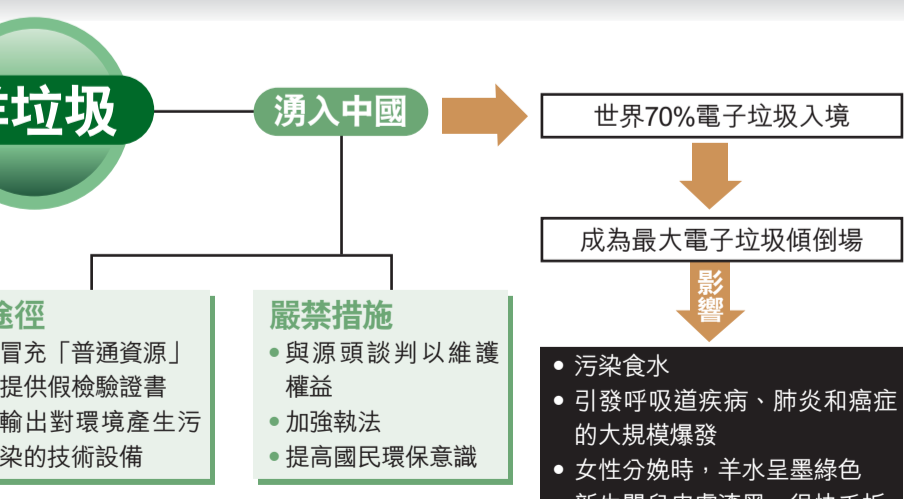 垃圾
湧入中國
世界70%電子垃圾入境
成為最大電子垃圾傾倒場
影響
途徑
冒充「普通資源」
提供假檢驗證書
輸出對環境產生污
染的技術設備
嚴禁措施
•與源頭談判以維護
權益
•加強執法
•提高國民環保意識
•污染食水
•引發呼吸道疾病、肺炎和癌症
的大規模爆發
•女性分娩時，羊水呈墨綠色